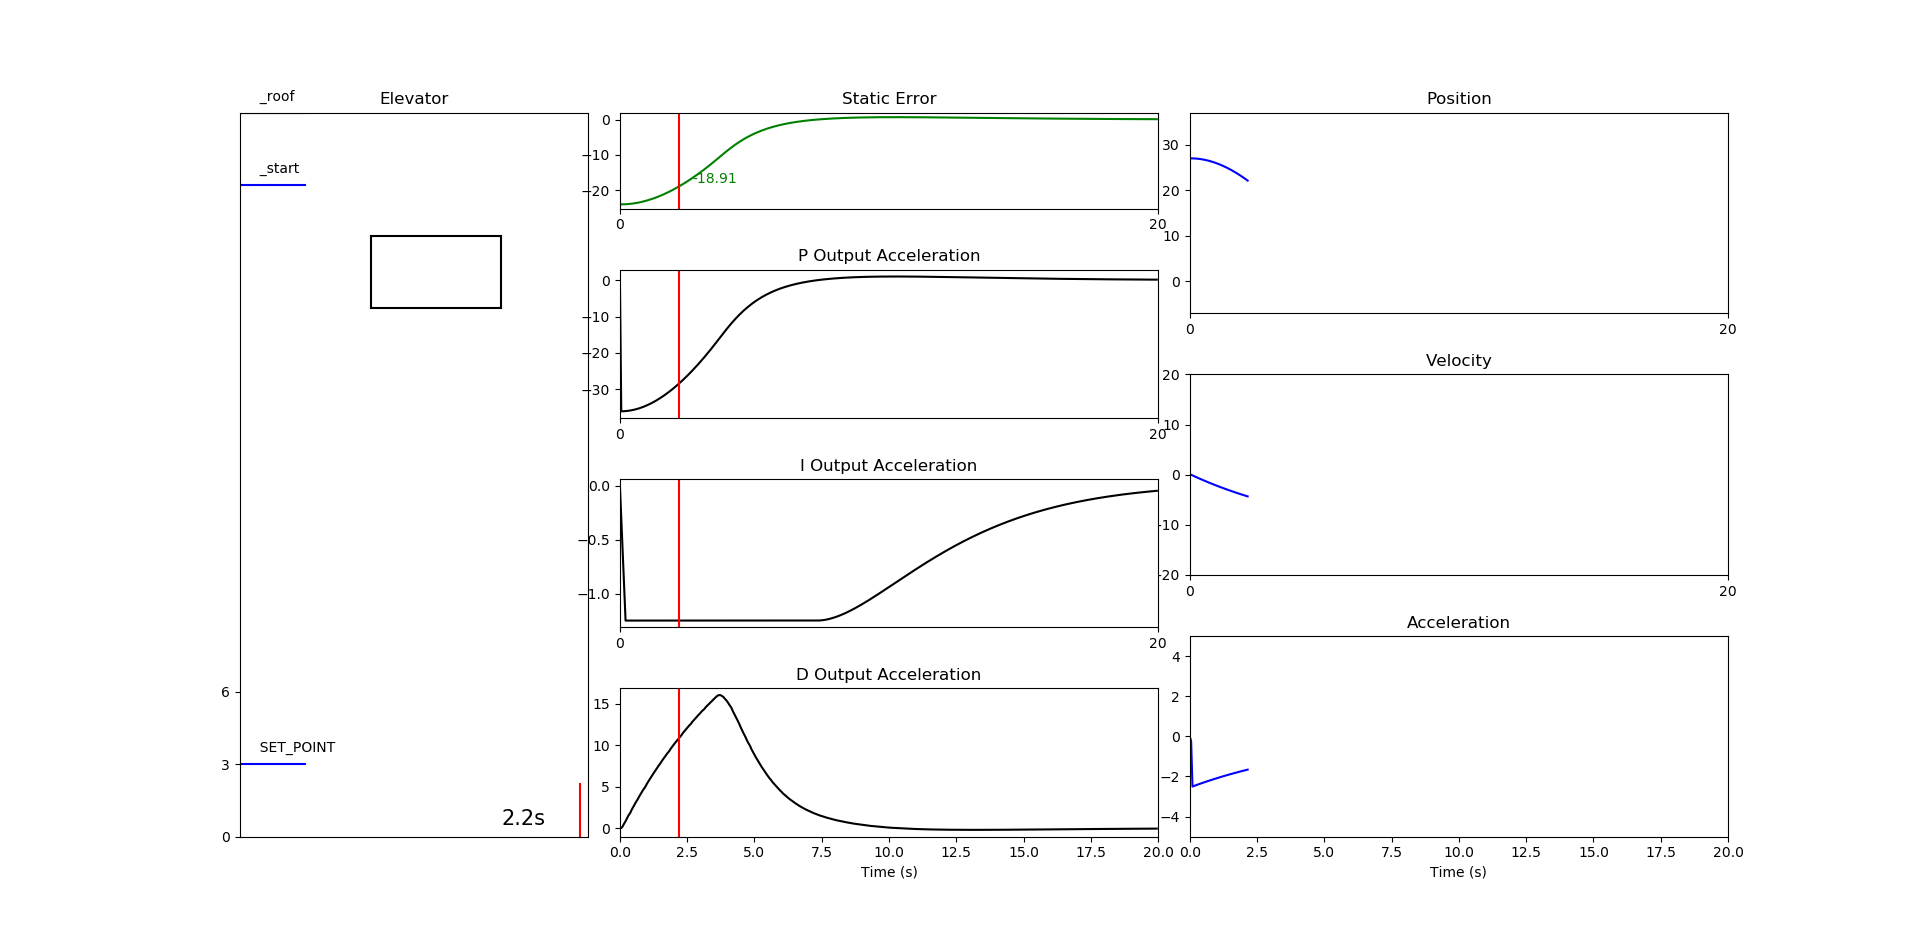 _roof
Elevator
_start
6
SET_POINT
3
2.2s
0
Static Error
0
−10
−20
-18.91
0
20
P Output Acceleration
0
−10
−20
−30
0
20
I Output Acceleration
0.0
−0.5
−1.0
0
20
D Output Acceleration
15
10
5
0
0.0 2.5 5.0 7.5 10.0 12.5 15.0 17.5 20.0
Time (s)
Position
30
20
10
0
0
20
Velocity
20
10
0
-10
-20
0
20
Acceleration
4
2
0
−2
−4
0.0 2.5 5.0 7.5 10.0 12.5 15.0 17.5 20.0
Time (s)